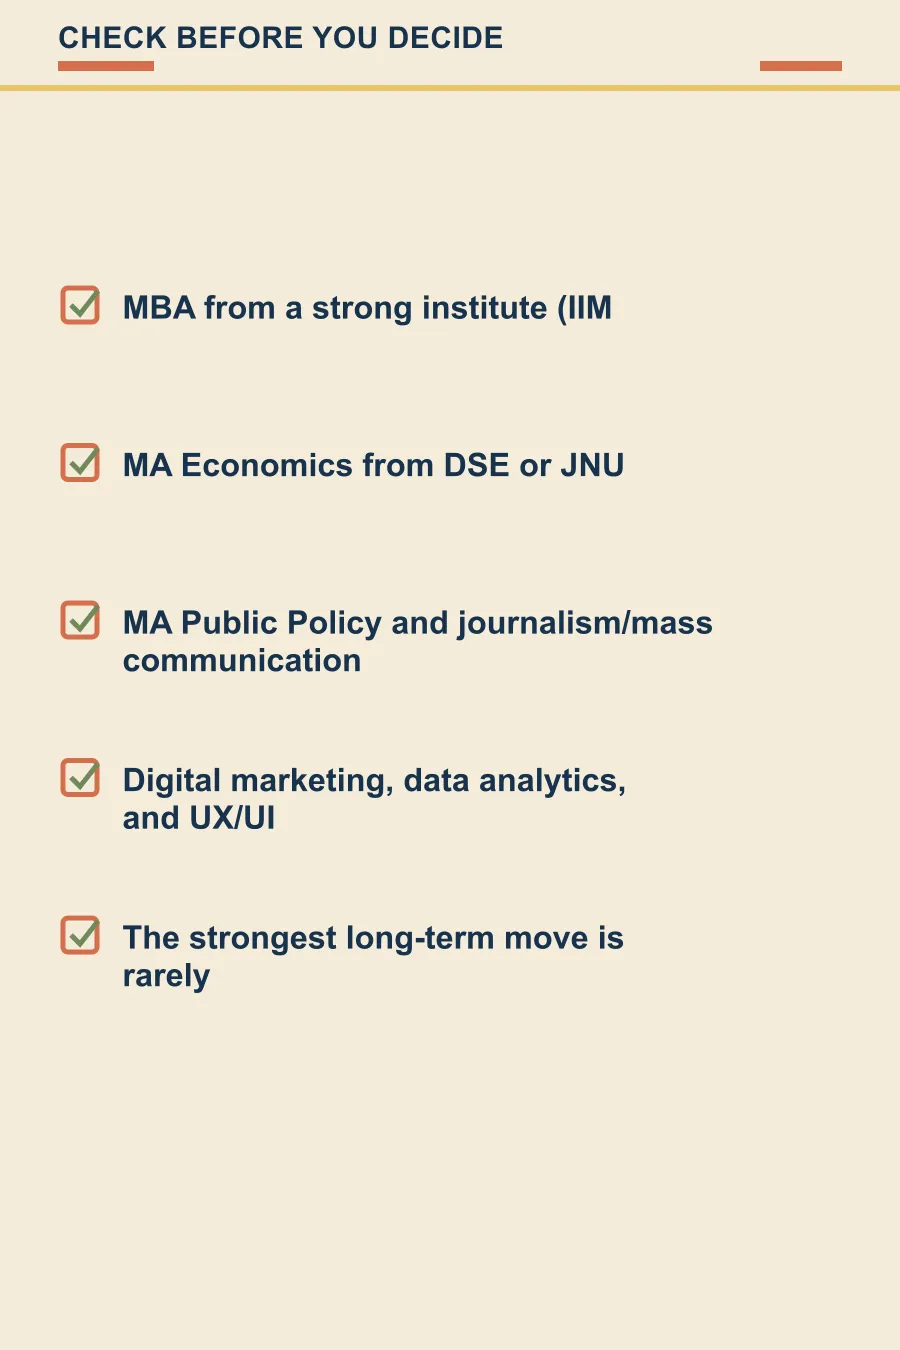 CHECK BEFORE YOU DECIDE
MBA from a strong institute (IIM
MA Economics from DSE or JNU
MA Public Policy and journalism/mass
communication
Digital marketing, data analytics,
and UX/UI
The strongest long-term move is
rarely